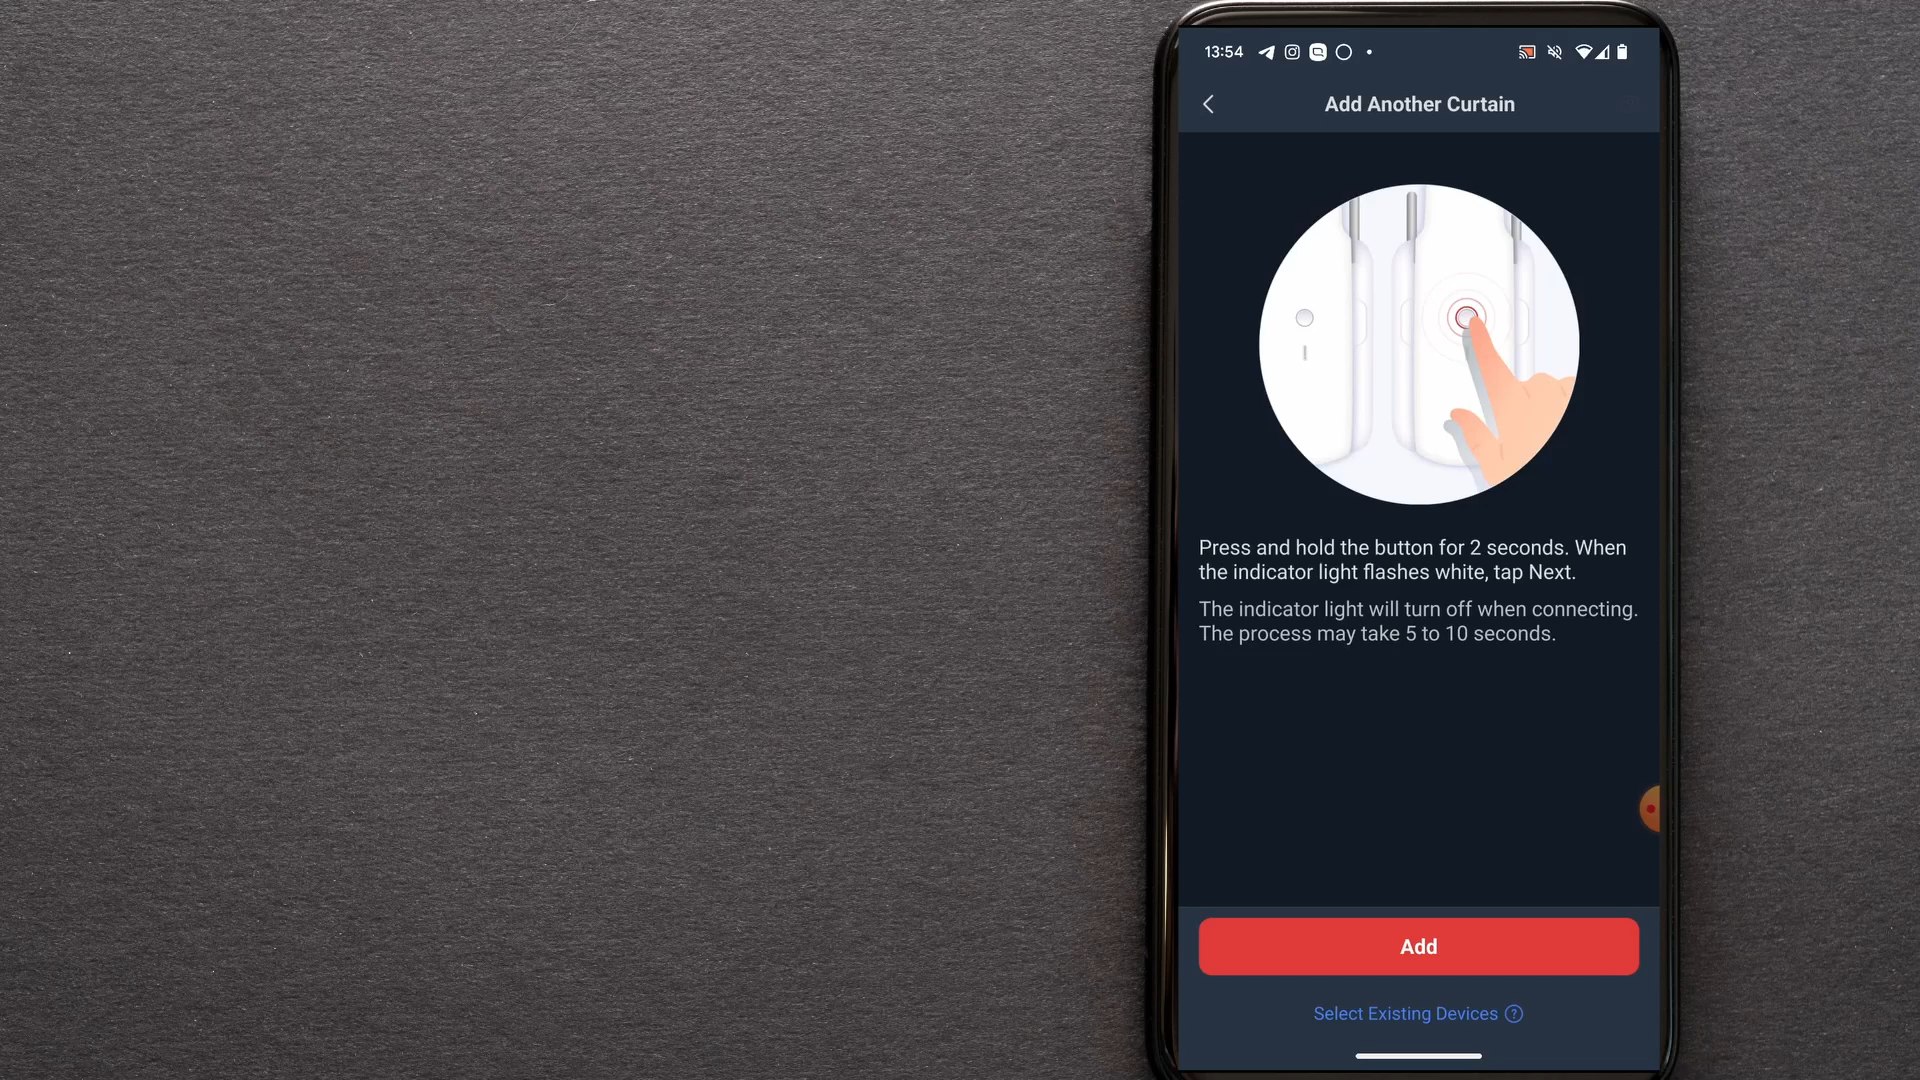 13:54
Add Another Curtain
Press and hold the button for 2 seconds. When
the indicator light flashes white, tap Next.
The indicator light will turn off when connecting.
The process may take 5 to 10 seconds.
Add
Select Existing Devices ?